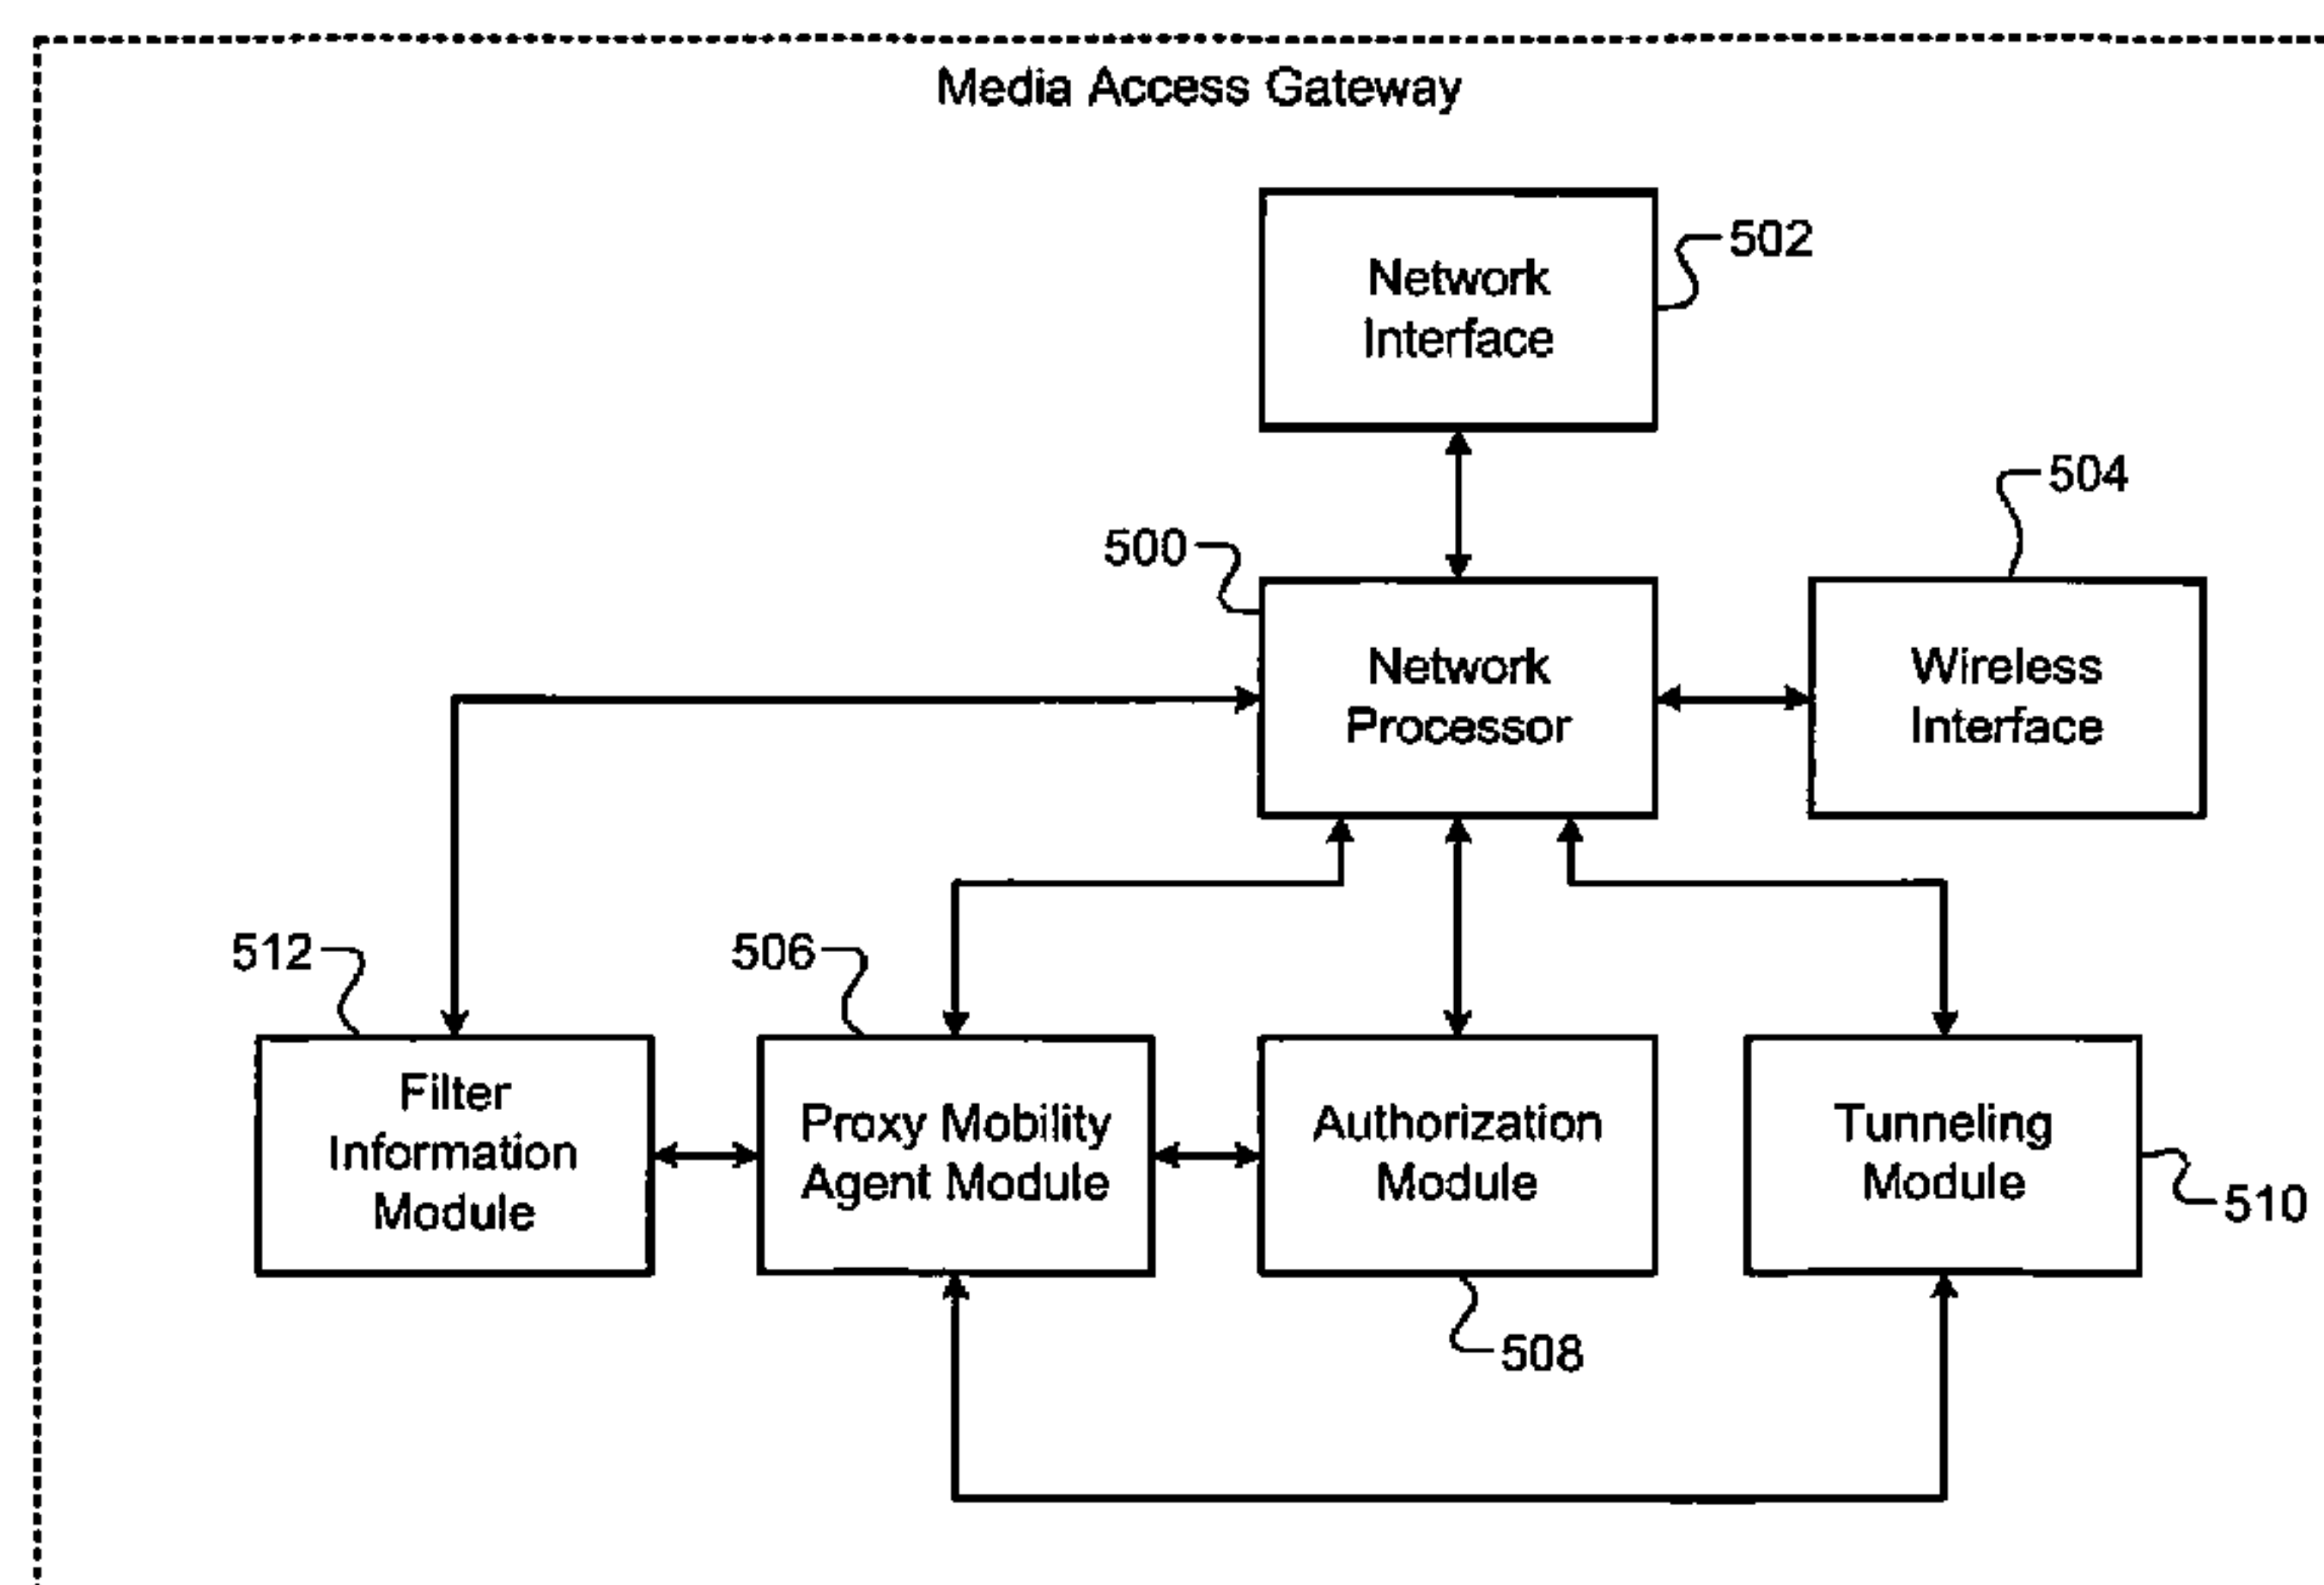 Media Access Gateway
Network
Interface
502
504
500
Network
Processor
Wireless
Interface
512
506
Filter
Information
Module
Proxy Mobility
Agent Module
Authorization
Module
Tunneling
Module
510
508